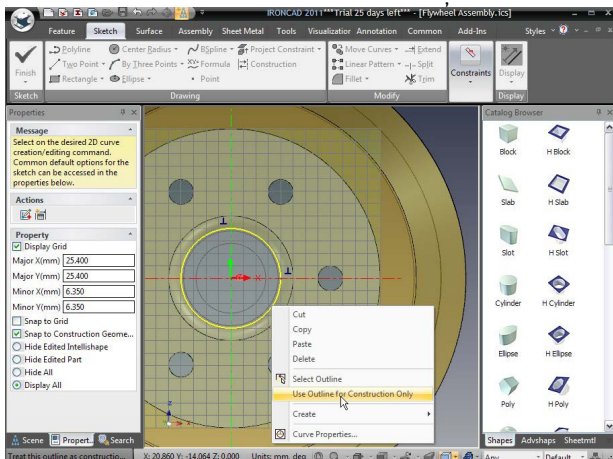 IRONCAD 2011***Trial 25 days left*** - [Flywheel Assembly.ics]
Feature Sketch Surface Assembly Sheet Metal Tools Visualization Annotation Common Add-Ins Styles
Polyline Center Radius BSpline Project Constraint Move Curves Extend
Finish Two Point By Three Points Formula Construction Linear Pattern Split Constraints Display
Rectangle Ellipse Point Fillet Trim
Sketch Drawing Modify Display
Properties
Catalog Browser
Message
Select on the desired 2D curve
creation/editing command.
Common default options for the
sketch can be accessed in the
properties below.
Actions
Property
Display Grid
Major X(mm) 25.400
Major Y(mm) 25.400
Minor X(mm) 6.350
Minor Y(mm) 6.350
Snap to Grid
Snap to Construction Geome...
Hide Edited Intellishape
Hide Edited Part
Hide All
Display All
Cut
Copy
Paste
Delete
Select Outline
Use Outline for Construction Only
Create
Curve Properties...
Block H Block
Slab H Slab
Slot H Slot
Cylinder H Cylinder
Ellipse H Ellipse
Poly H Poly
Scene Propert.. Search
Shapes Advshaps Sheetmtl
Treat this outline as constructio... X: 20.860 Y: -14.064 Z: 0.000 Units: mm, deg Any Default